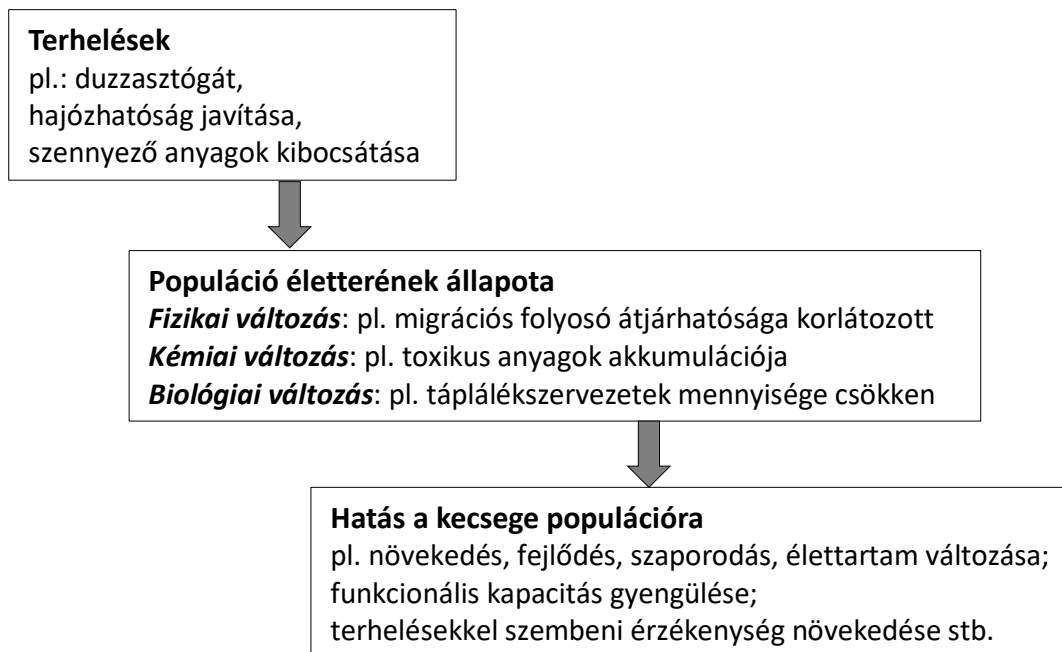 Terhelések
pl.: duzzasztógát,
hajózhatóság javítása,
szennyező anyagok kibocsátása
Populáció életterének állapota
Fizikai változás: pl. migrációs folyosó átjárhatósága korlátozott
Kémiai változás: pl. toxikus anyagok akkumulációja
Biológiai változás: pl. táplálékszervezetek mennyisége csökken
Hatás a kecsege populációra
pl. növekedés, fejlődés, szaporodás, élettartam változása;
funkcionális kapacitás gyengülése;
terhelésekkel szembeni érzékenység növekedése stb.